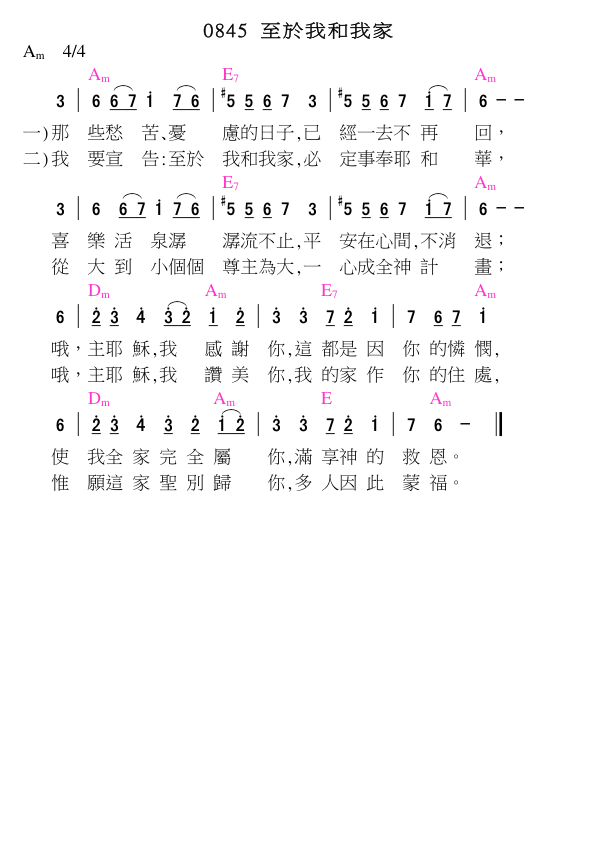 0845 至於我和我家
Am 4/4
Am E7 Am
3 | 6 6 7 i 7 6 | #5 5 6 7 3 | #5 5 6 7 i 7 | 6 – –
一)那 些愁 苦、憂 慮的日子,已 經一去不 再 回，
二)我 要宣 告:至於 我和我家,必 定事奉耶 和 華，
E7 Am
3 | 6 6 7 i 7 6 | #5 5 6 7 3 | #5 5 6 7 i 7 | 6 – –
喜 樂 活 泉潺 潺流不止,平 安在心間,不消 退；
從 大 到 小個個 尊主為大,一 心成全神 計 畫；
Dm Am E7 Am
6 | 2̇ 3̇ 4̇ 3̇ 2̇ i 2̇ | 3̇ 3̇ 7 2̇ i | 7 6 7 i
哦，主耶 穌,我 感 謝 你,這 都是 因 你 的憐 憫,
哦，主耶 穌,我 讚 美 你,我 的家 作 你 的住 處,
Dm Am E Am
6 | 2̇ 3̇ 4̇ 3̇ 2̇ i 2̇ | 3̇ 3̇ 7 2̇ i | 7 6 –
使 我全 家 完 全 屬 你,滿 享神 的 救 恩。
惟 願這 家 聖 別 歸 你,多 人因 此 蒙 福。